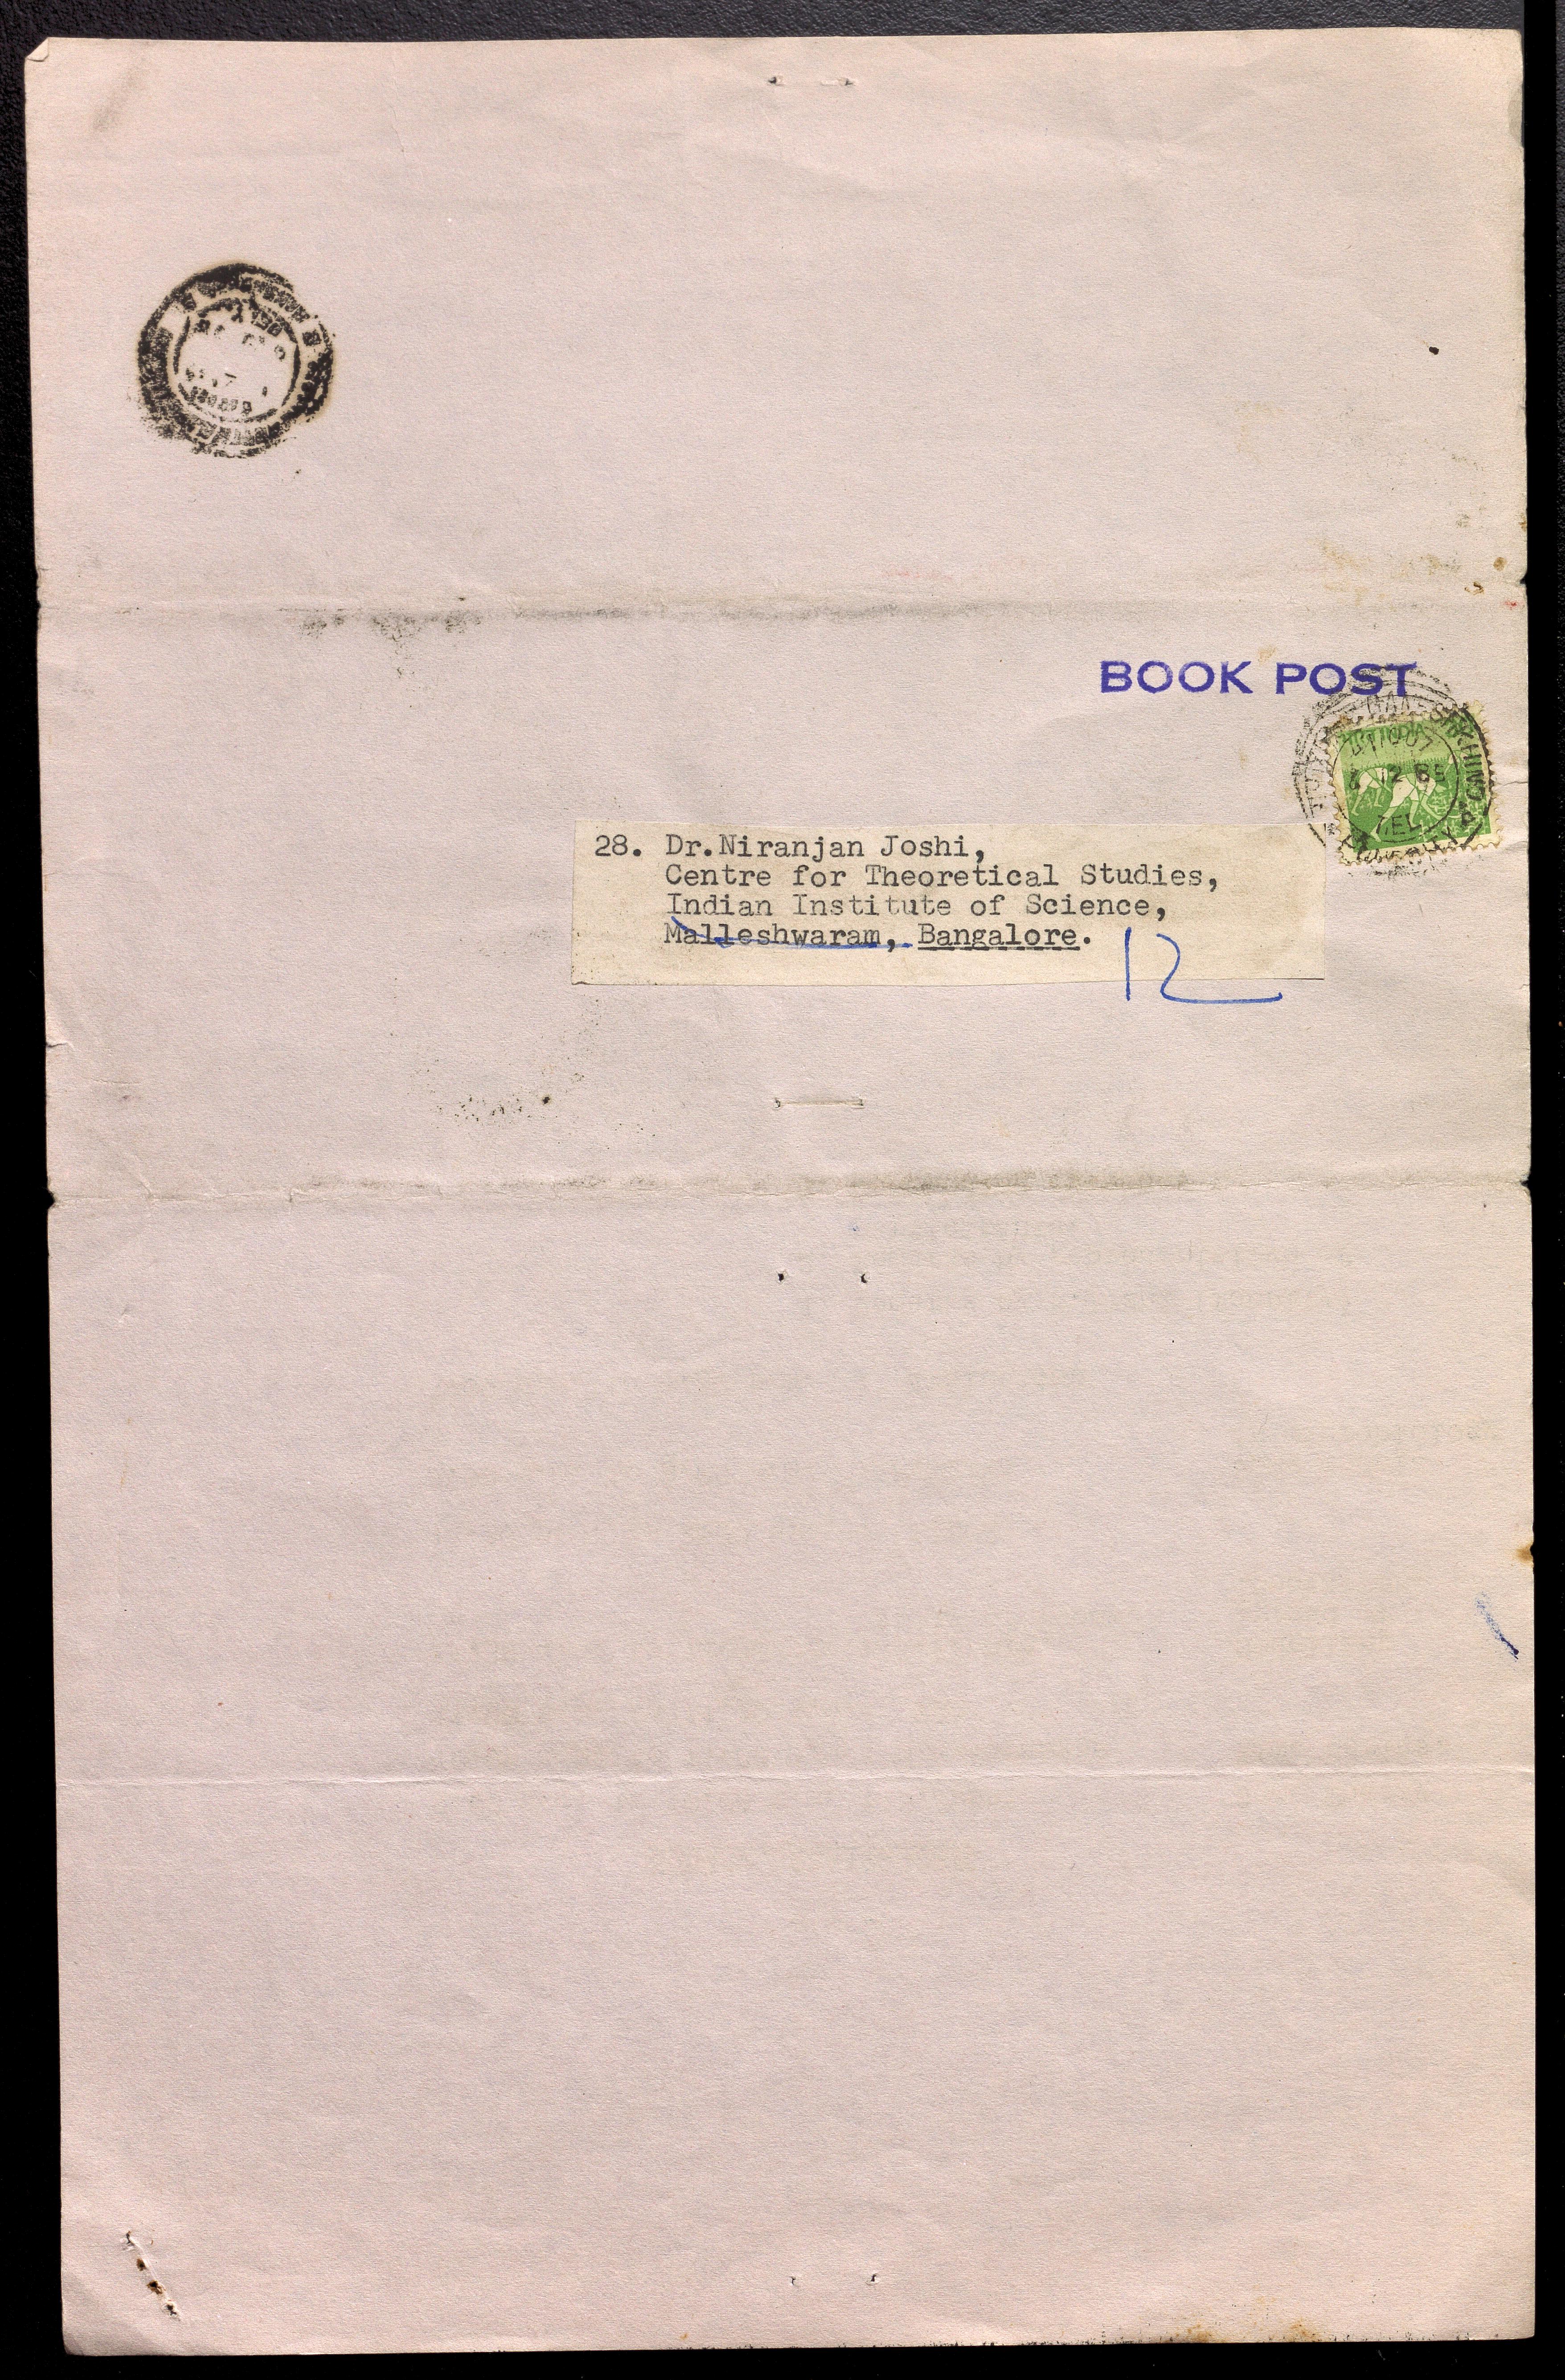 BOOK POST
28. Dr.Niranjan Joshi,
Centre for Theoretical Studies,
Indian Institute of Science,
Malleshwaram, Bangalore.
12